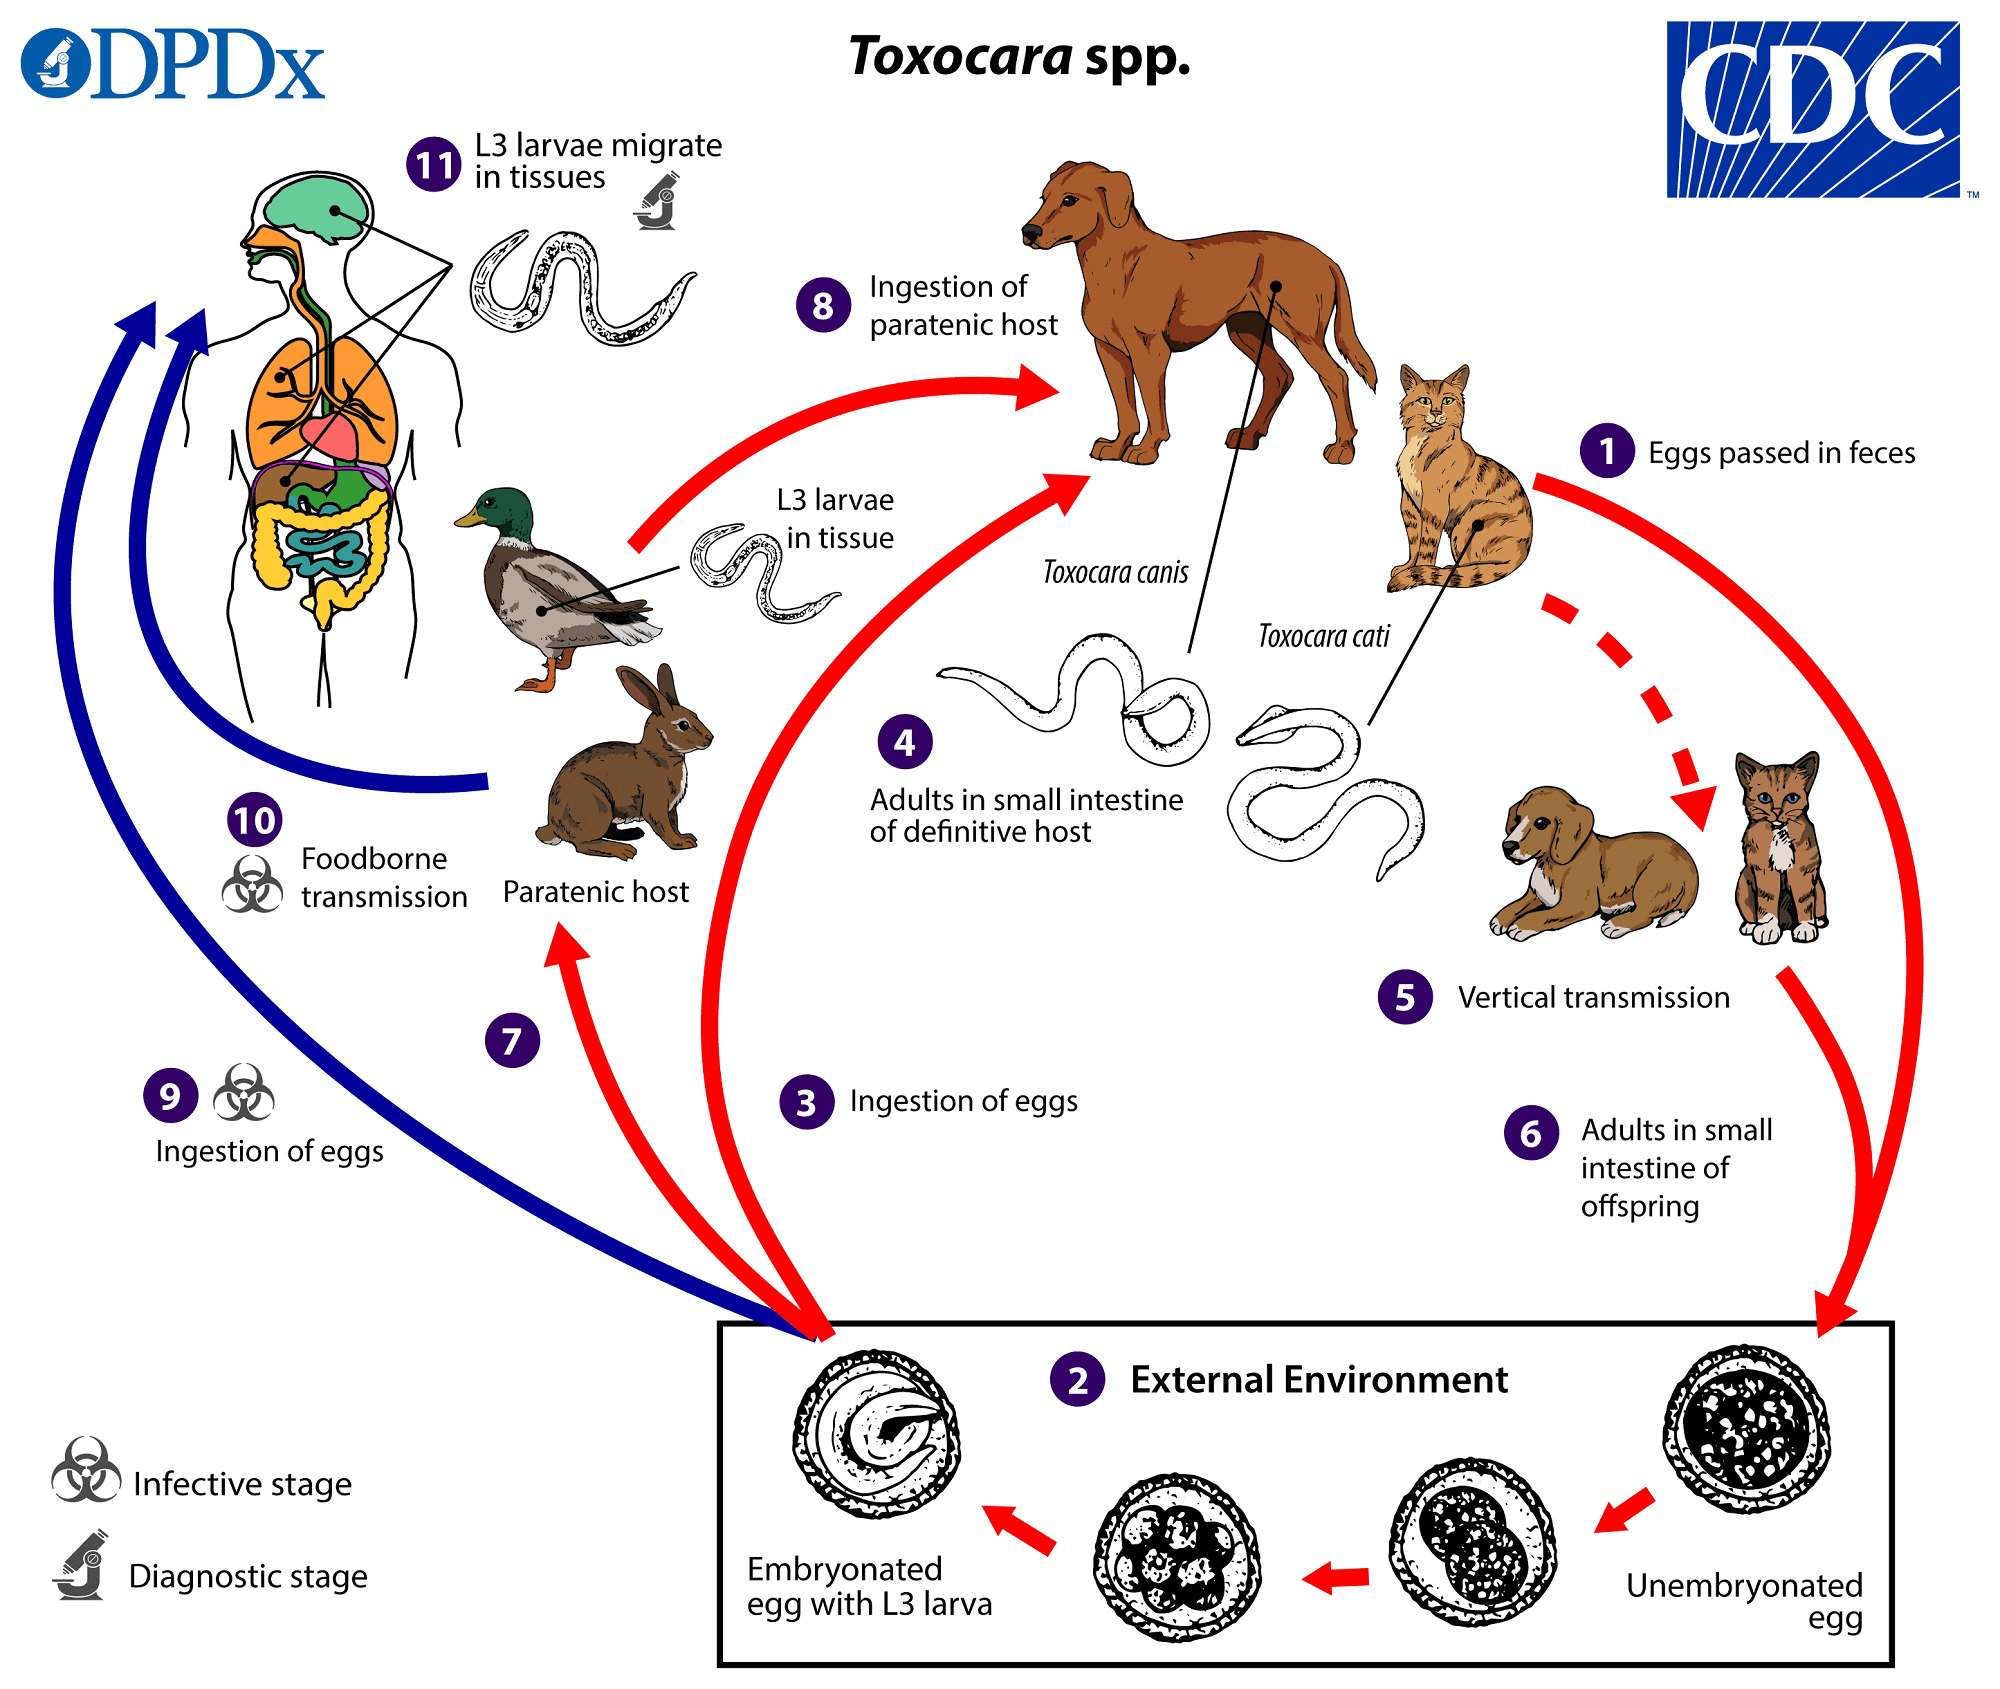 DPDx
Toxocara spp.
CDC
TM
11
L3 larvae migrate
in tissues
8
Ingestion of
paratenic host
1
Eggs passed in feces
L3 larvae
in tissue
Toxocara canis
Toxocara cati
4
Adults in small intestine
of definitive host
10
Foodborne
transmission
Paratenic host
5
Vertical transmission
7
9
Ingestion of eggs
3
Ingestion of eggs
6
Adults in small
intestine of
offspring
2
External Environment
Embryonated
egg with L3 larva
Unembryonated
egg
Infective stage
Diagnostic stage